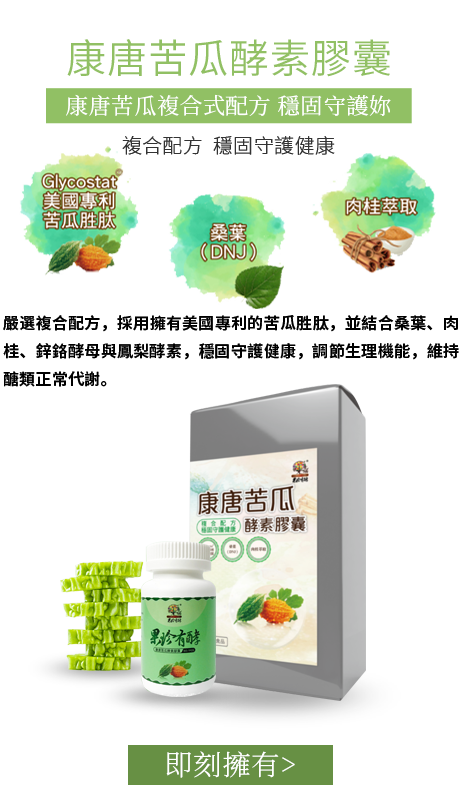 康唐苦瓜酵素膠囊
康唐苦瓜複合式配方 穩固守護妳
複合配方 穩固守護健康
Glycostat®
美國專利
苦瓜胜肽
桑葉
(DNJ)
肉桂萃取
嚴選複合配方，採用擁有美國專利的苦瓜胜肽，並結合桑葉、肉
桂、鋅鉻酵母與鳳梨酵素，穩固守護健康，調節生理機能，維持
醣類正常代謝。
康唐苦瓜
複合配方
穩固守護健康
酵素膠囊
果珍有酵
即刻擁有>